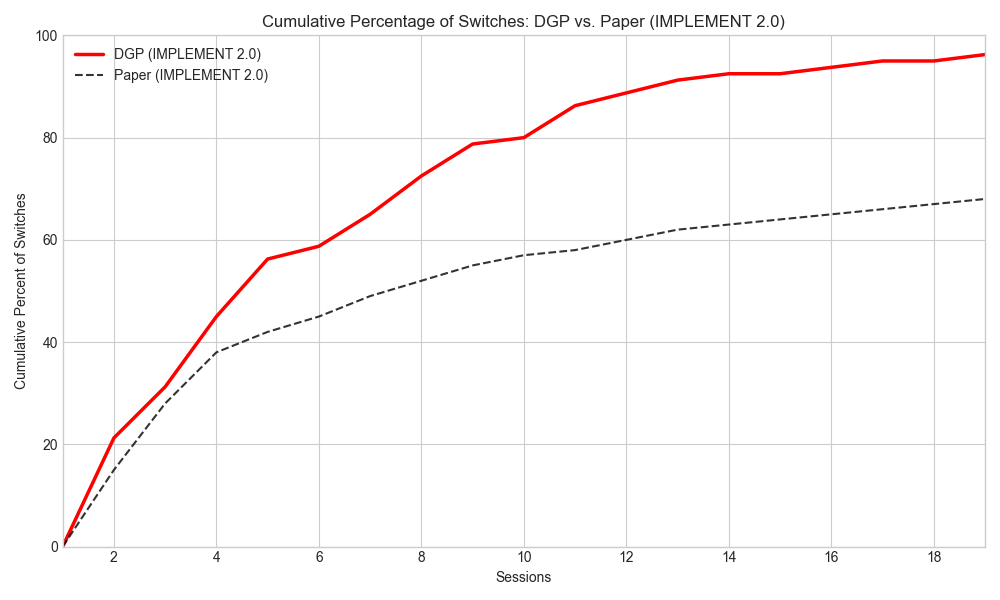 Cumulative Percentage of Switches: DGP vs. Paper (IMPLEMENT 2.0)
DGP (IMPLEMENT 2.0)
Paper (IMPLEMENT 2.0)
Cumulative Percent of Switches
100
80
60
40
20
0
2 4 6 8 10 12 14 16 18
Sessions